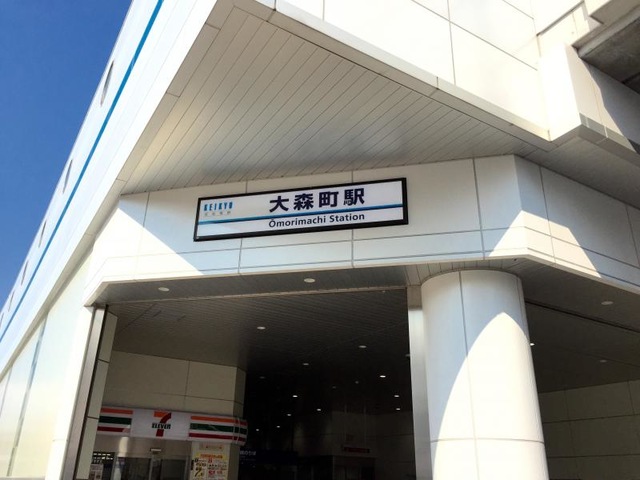 KEIKYU
大森町駅
Ōmorimachi Station
7
ELEVEN